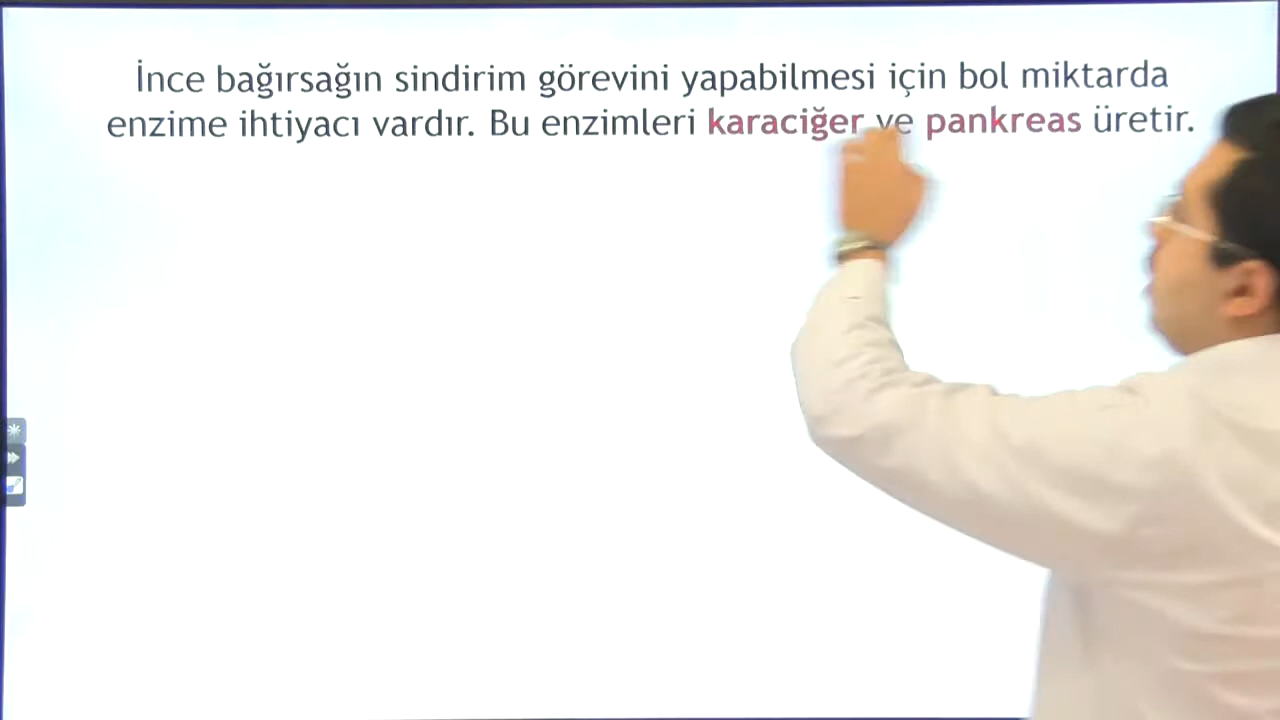 İnce bağırsağın sindirim görevini yapabilmesi için bol miktarda
enzime ihtiyacı vardır. Bu enzimleri karaciğer ve pankreas üretir.